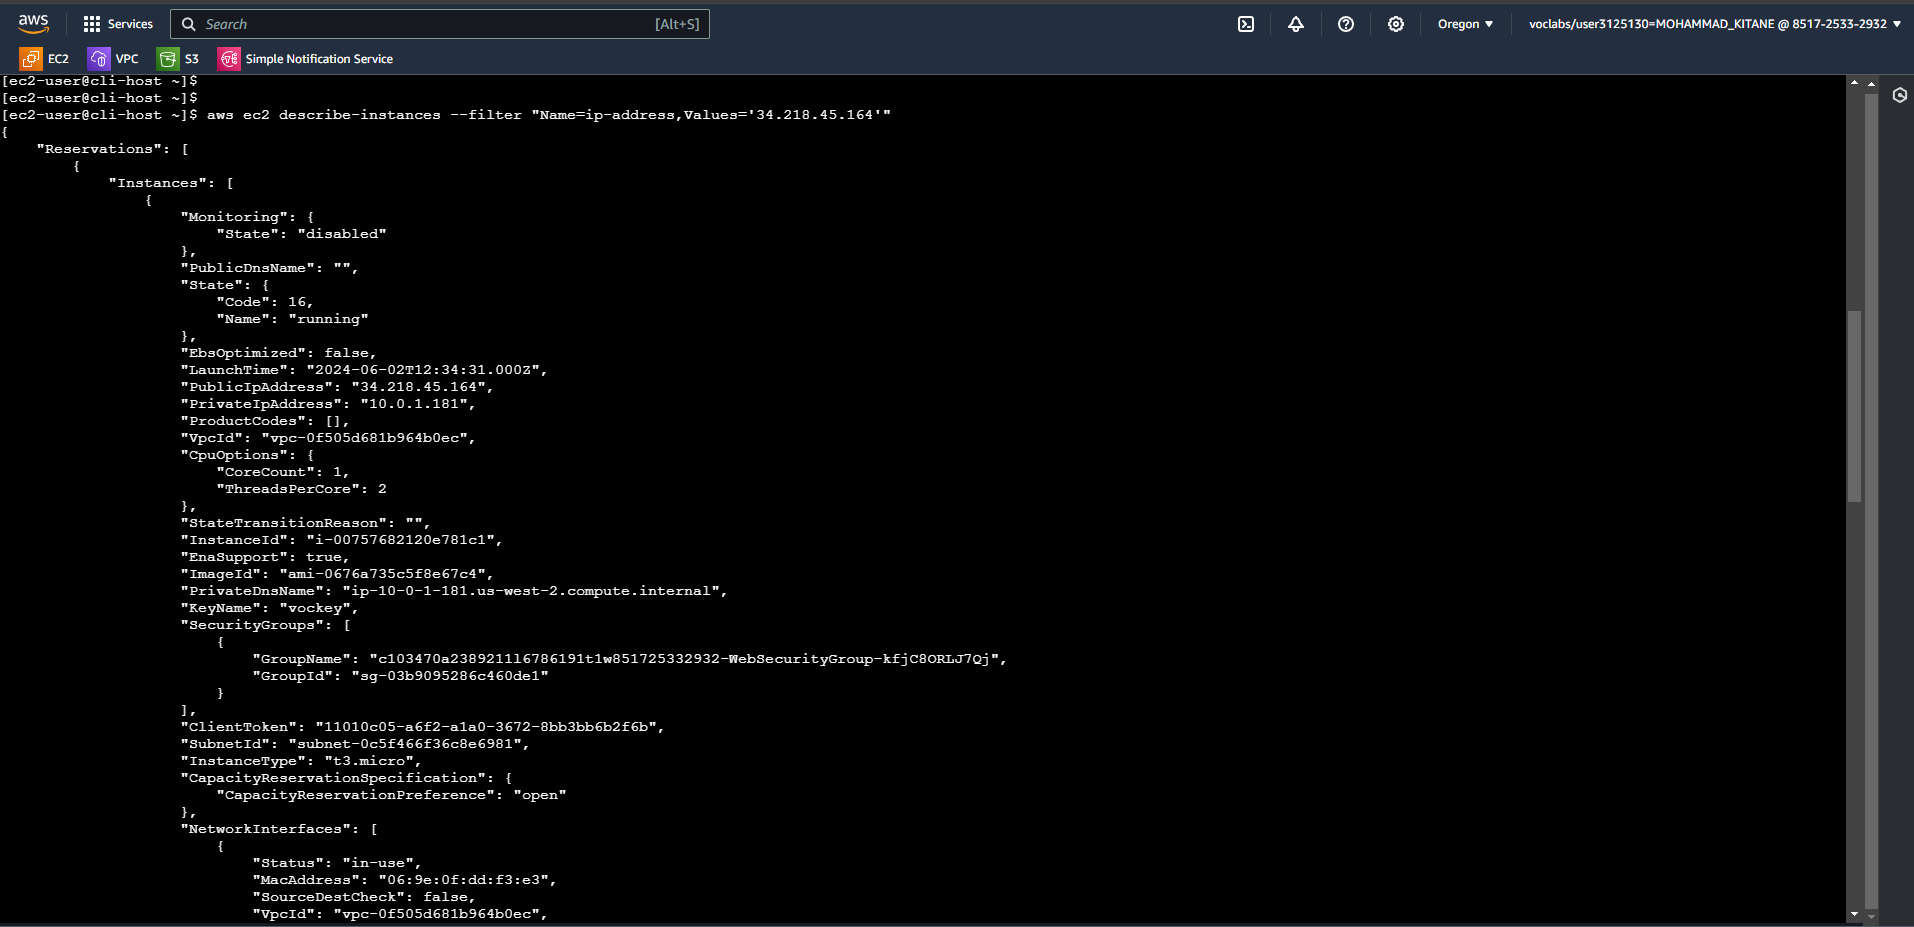 aws Services Search [Alt+S] Oregon voclabs/user3125130=MOHAMMAD_KITANE @ 8517-2533-2932
EC2 VPC S3 Simple Notification Service
[ec2-user@cli-host ~]$
[ec2-user@cli-host ~]$
[ec2-user@cli-host ~]$ aws ec2 describe-instances --filter "Name=ip-address,Values='34.218.45.164'"
{
    "Reservations": [
        {
            "Instances": [
                {
                    "Monitoring": {
                        "State": "disabled"
                    },
                    "PublicDnsName": "",
                    "State": {
                        "Code": 16,
                        "Name": "running"
                    },
                    "EbsOptimized": false,
                    "LaunchTime": "2024-06-02T12:34:31.000Z",
                    "PublicIpAddress": "34.218.45.164",
                    "PrivateIpAddress": "10.0.1.181",
                    "ProductCodes": [],
                    "VpcId": "vpc-0f505d681b964b0ec",
                    "CpuOptions": {
                        "CoreCount": 1,
                        "ThreadsPerCore": 2
                    },
                    "StateTransitionReason": "",
                    "InstanceId": "i-00757682120e781c1",
                    "EnaSupport": true,
                    "ImageId": "ami-0676a735c5f8e67c4",
                    "PrivateDnsName": "ip-10-0-1-181.us-west-2.compute.internal",
                    "KeyName": "vockey",
                    "SecurityGroups": [
                        {
                            "GroupName": "c103470a2389211l6786191t1w851725332932-WebSecurityGroup-kfjC8ORLJ7Qj",
                            "GroupId": "sg-03b9095286c460de1"
                        }
                    ],
                    "ClientToken": "11010c05-a6f2-a1a0-3672-8bb3bb6b2f6b",
                    "SubnetId": "subnet-0c5f466f36c8e6981",
                    "InstanceType": "t3.micro",
                    "CapacityReservationSpecification": {
                        "CapacityReservationPreference": "open"
                    },
                    "NetworkInterfaces": [
                        {
                            "Status": "in-use",
                            "MacAddress": "06:9e:0f:dd:f3:e3",
                            "SourceDestCheck": false,
                            "VpcId": "vpc-0f505d681b964b0ec",